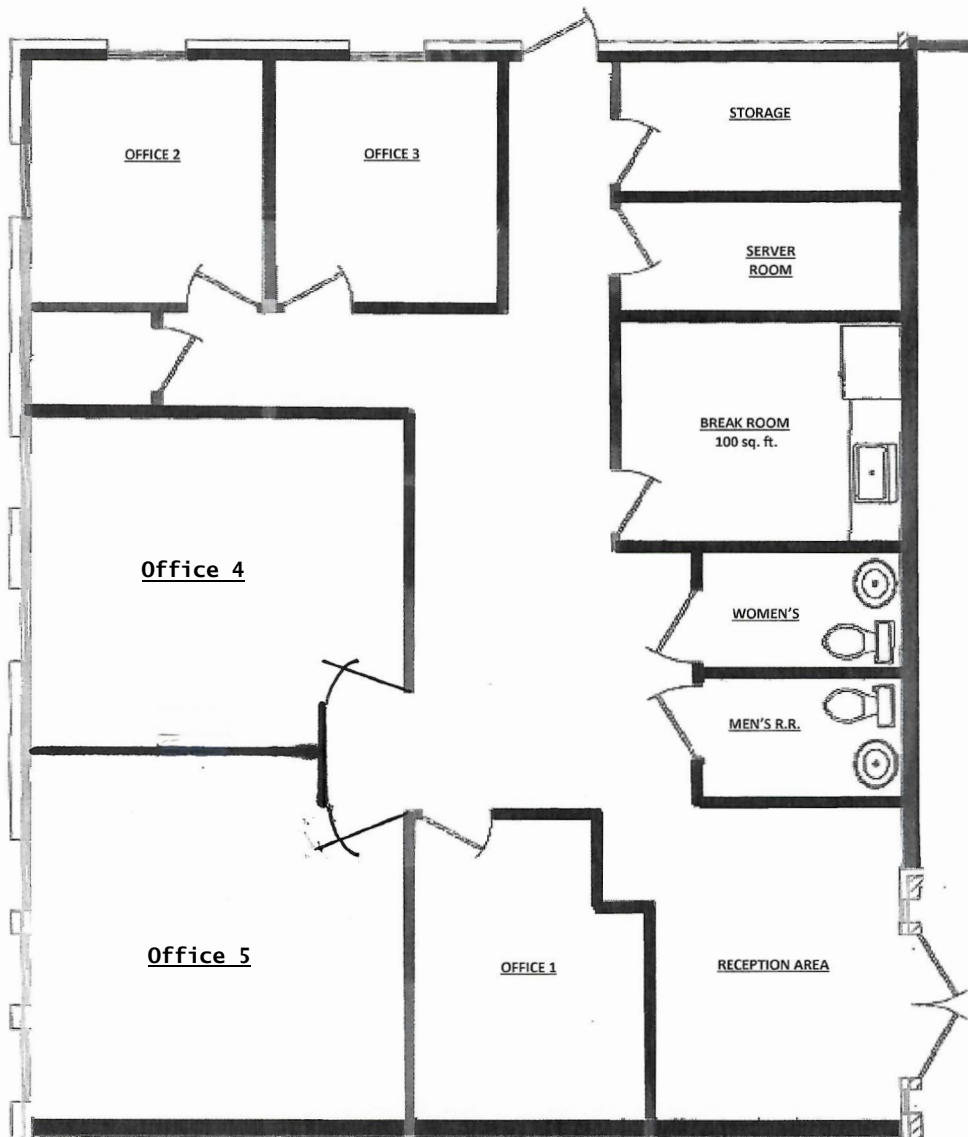 STORAGE
OFFICE 2
OFFICE 3
SERVER
ROOM
BREAK ROOM
100 sq. ft.
Office 4
WOMEN'S
MEN'S R.R.
Office 5
OFFICE 1
RECEPTION AREA